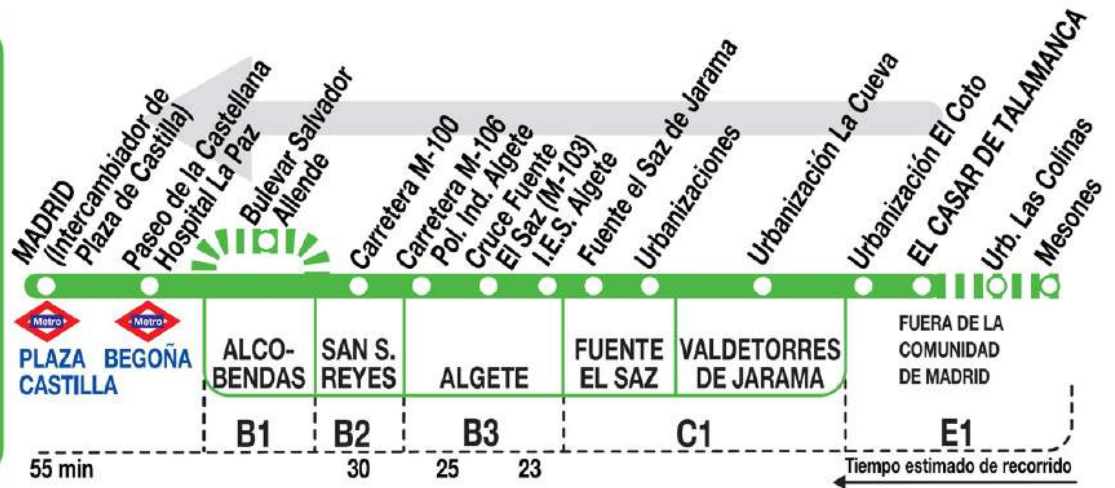 MADRID
(Intercambiador de
Plaza de Castilla)
Paseo de la Castellana
Hospital La Paz
Bulevar Salvador
Allende
Carretera M-100
Carretera M-106
Pol. Ind. Algete
Cruce Fuente
El Saz (M-103)
I.E.S. Algete
Fuente el Saz de Jarama
Urbanizaciones
Urbanización La Cueva
Urbanización El Coto
EL CASAR DE TALAMANCA
Urb. Las Colinas
Mesones
Metro
PLAZA
CASTILLA
Metro
BEGOÑA
ALCO-
BENDAS
SAN S.
REYES
ALGETE
FUENTE
EL SAZ
VALDETORRES
DE JARAMA
FUERA DE LA
COMUNIDAD
DE MADRID
B1 B2 B3 C1 E1
55 min 30 25 23 Tiempo estimado de recorrido